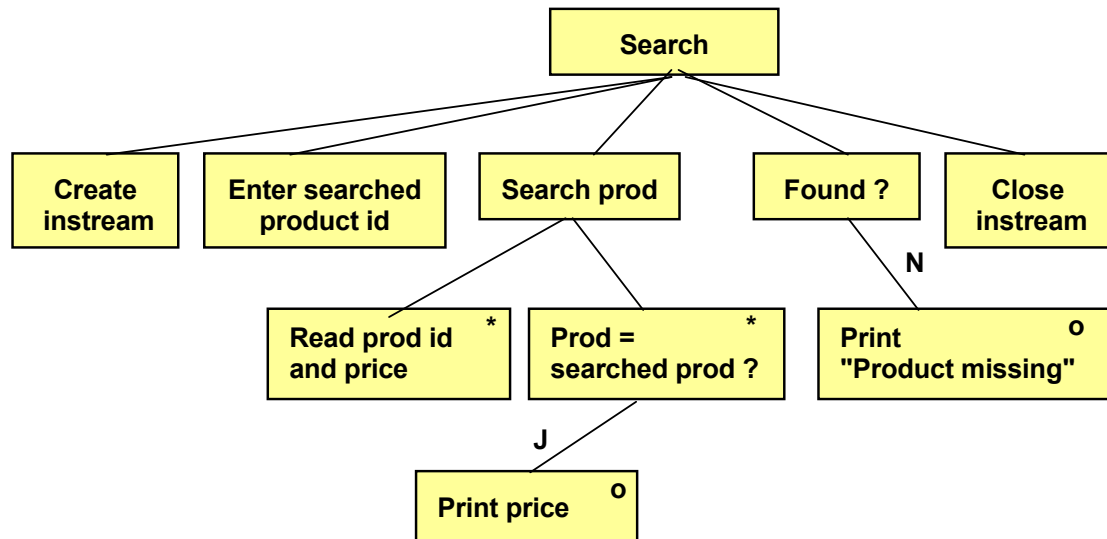 Search
Create
instream
Enter searched
product id
Search prod
Found ?
Close
instream
N
Read prod id *
and price
Prod = *
searched prod ?
Print o
"Product missing"
J
Print price o